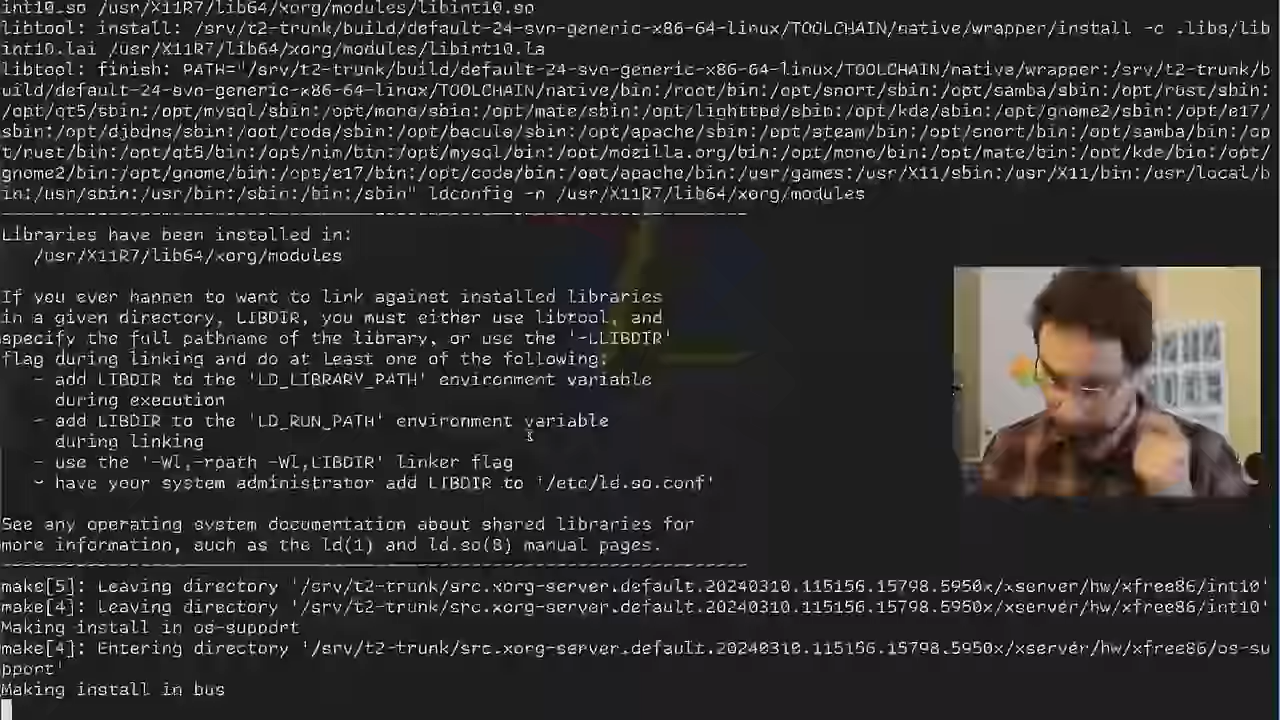 int10.so /usr/X11R7/lib64/xorg/modules/libint10.so
libtool: install: /srv/t2-trunk/build/default-24-svn-generic-x86-64-linux/TOOLCHAIN/native/wrapper/install -c .libs/lib
int10.lai /usr/X11R7/lib64/xorg/modules/libint10.la
libtool: finish: PATH="/srv/t2-trunk/build/default-24-svn-generic-x86-64-linux/TOOLCHAIN/native/wrapper:/srv/t2-trunk/b
uild/default-24-svn-generic-x86-64-linux/TOOLCHAIN/native/bin:/root/bin:/opt/snort/sbin:/opt/samba/sbin:/opt/rust/sbin:
/opt/qt5/sbin:/opt/mysql/sbin:/opt/mono/sbin:/opt/mate/sbin:/opt/lighttpd/sbin:/opt/kde/sbin:/opt/gnome2/sbin:/opt/e17/
sbin:/opt/djbdns/sbin:/opt/coda/sbin:/opt/bacula/sbin:/opt/apache/sbin:/opt/steam/bin:/opt/snort/bin:/opt/samba/bin:/op
t/rust/bin:/opt/qt5/bin:/opt/nim/bin:/opt/mysql/bin:/opt/mozilla.org/bin:/opt/mono/bin:/opt/mate/bin:/opt/kde/bin:/opt/
gnome2/bin:/opt/gnome/bin:/opt/e17/bin:/opt/coda/bin:/opt/apache/bin:/usr/games:/usr/X11/sbin:/usr/X11/bin:/usr/local/b
in:/usr/sbin:/usr/bin:/sbin:/bin:/sbin" ldconfig -n /usr/X11R7/lib64/xorg/modules
----------------------------------------------------------------------
Libraries have been installed in:
/usr/X11R7/lib64/xorg/modules
If you ever happen to want to link against installed libraries
in a given directory, LIBDIR, you must either use libtool, and
specify the full pathname of the library, or use the '-LLIBDIR'
flag during linking and do at least one of the following:
- add LIBDIR to the 'LD_LIBRARY_PATH' environment variable
during execution
- add LIBDIR to the 'LD_RUN_PATH' environment variable
during linking
- use the '-Wl,-rpath -Wl,LIBDIR' linker flag
- have your system administrator add LIBDIR to '/etc/ld.so.conf'
See any operating system documentation about shared libraries for
more information, such as the ld(1) and ld.so(8) manual pages.
----------------------------------------------------------------------
make[5]: Leaving directory '/srv/t2-trunk/src.xorg-server.default.20240310.115156.15798.5950x/xserver/hw/xfree86/int10'
make[4]: Leaving directory '/srv/t2-trunk/src.xorg-server.default.20240310.115156.15798.5950x/xserver/hw/xfree86/int10'
Making install in os-support
make[4]: Entering directory '/srv/t2-trunk/src.xorg-server.default.20240310.115156.15798.5950x/xserver/hw/xfree86/os-su
pport'
Making install in bus